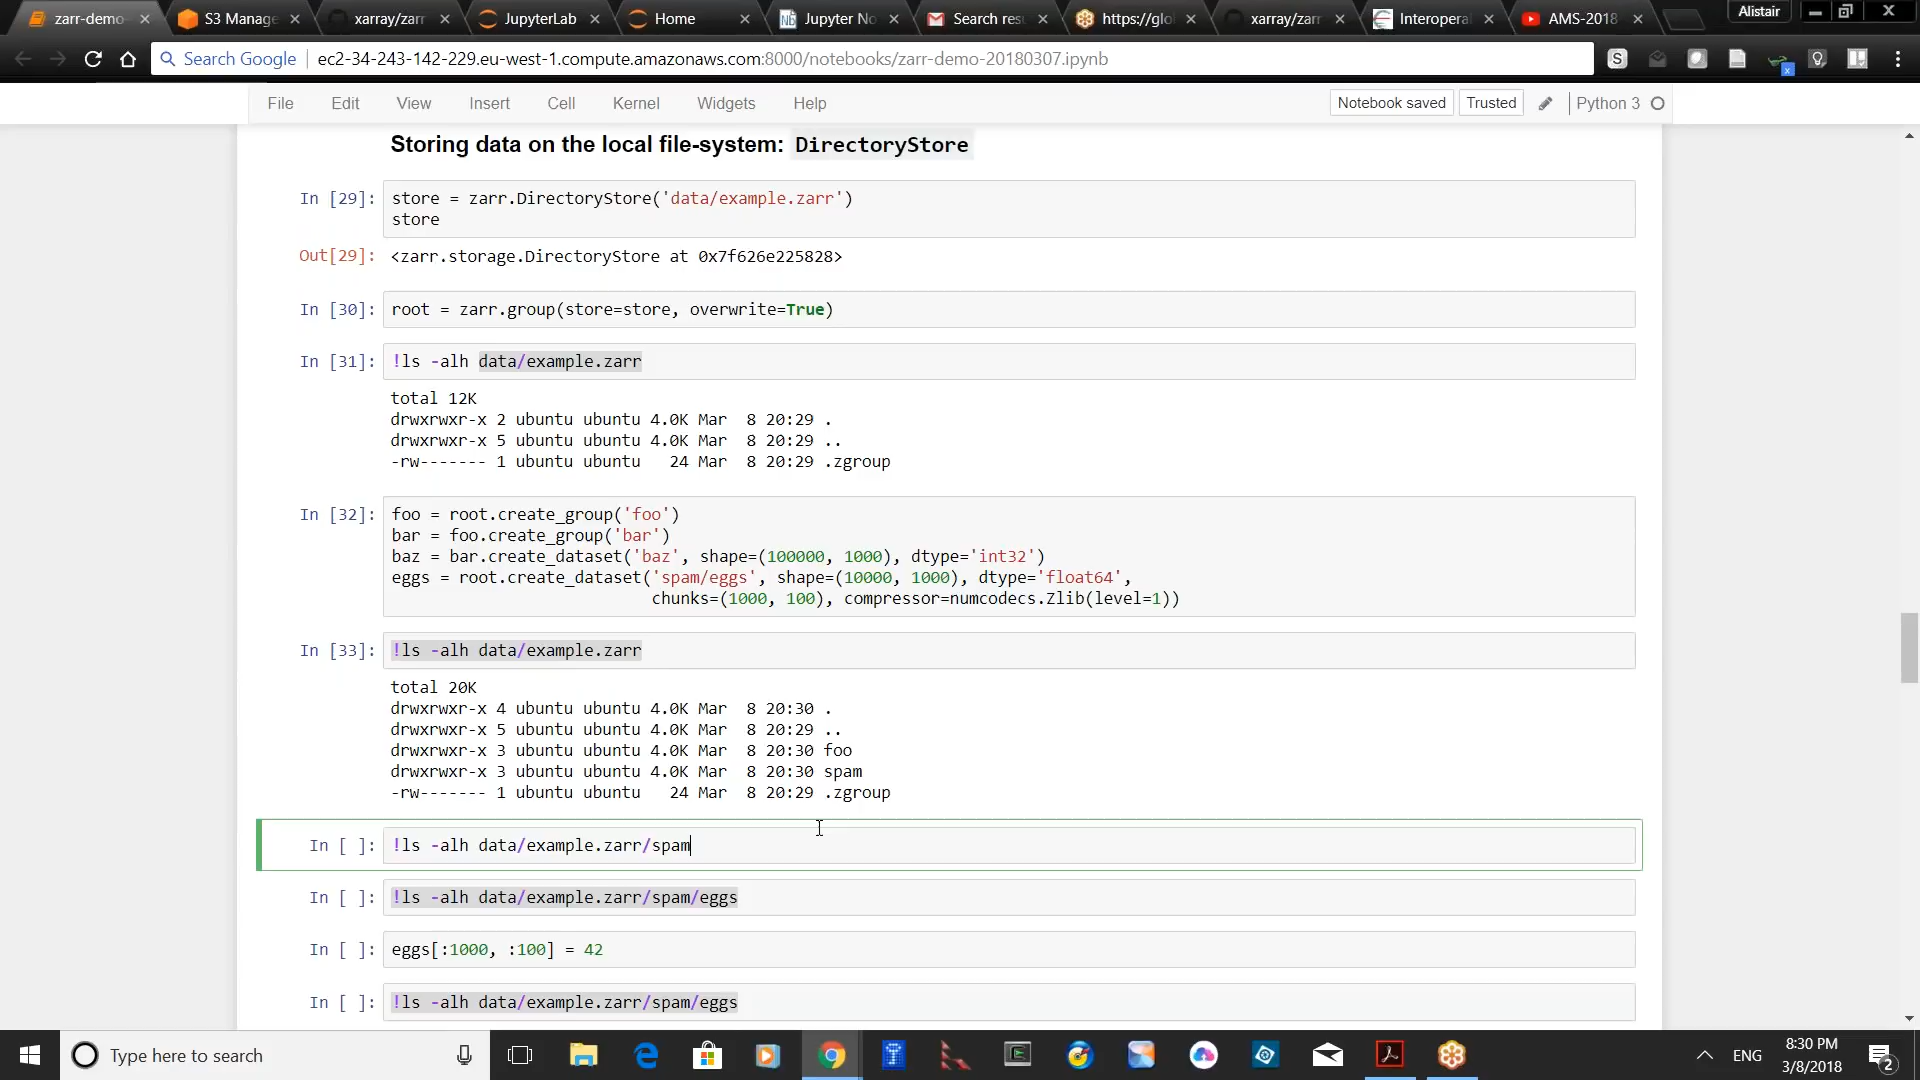 zarr-demo
S3 Manage
xarray/zarr
JupyterLab
Home
Jupyter No
Search res
https://glo
xarray/zarr
Interopera
AMS-2018
Alistair
Search Google
ec2-34-243-142-229.eu-west-1.compute.amazonaws.com:8000/notebooks/zarr-demo-20180307.ipynb
File Edit View Insert Cell Kernel Widgets Help Notebook saved Trusted Python 3
Storing data on the local file-system: DirectoryStore
In [29]: store = zarr.DirectoryStore('data/example.zarr')
store
Out[29]: <zarr.storage.DirectoryStore at 0x7f626e225828>
In [30]: root = zarr.group(store=store, overwrite=True)
In [31]: !ls -alh data/example.zarr
total 12K
drwxrwxr-x 2 ubuntu ubuntu 4.0K Mar  8 20:29 .
drwxrwxr-x 5 ubuntu ubuntu 4.0K Mar  8 20:29 ..
-rw------- 1 ubuntu ubuntu   24 Mar  8 20:29 .zgroup
In [32]: foo = root.create_group('foo')
bar = foo.create_group('bar')
baz = bar.create_dataset('baz', shape=(100000, 1000), dtype='int32')
eggs = root.create_dataset('spam/eggs', shape=(10000, 1000), dtype='float64',
chunks=(1000, 100), compressor=numcodecs.Zlib(level=1))
In [33]: !ls -alh data/example.zarr
total 20K
drwxrwxr-x 4 ubuntu ubuntu 4.0K Mar  8 20:30 .
drwxrwxr-x 5 ubuntu ubuntu 4.0K Mar  8 20:29 ..
drwxrwxr-x 3 ubuntu ubuntu 4.0K Mar  8 20:30 foo
drwxrwxr-x 3 ubuntu ubuntu 4.0K Mar  8 20:30 spam
-rw------- 1 ubuntu ubuntu   24 Mar  8 20:29 .zgroup
In [ ]: !ls -alh data/example.zarr/spam
In [ ]: !ls -alh data/example.zarr/spam/eggs
In [ ]: eggs[:1000, :100] = 42
In [ ]: !ls -alh data/example.zarr/spam/eggs
Type here to search
ENG
8:30 PM
3/8/2018
2